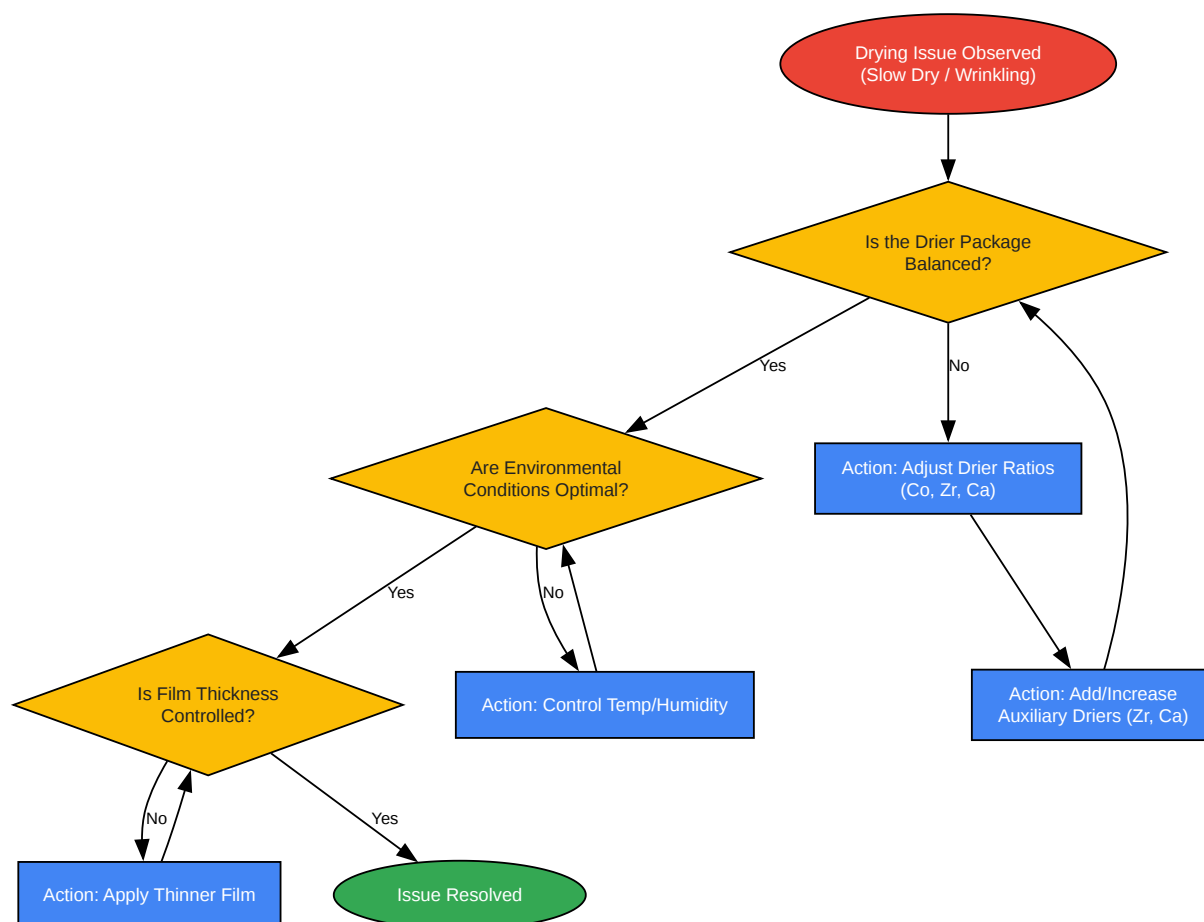 Drying Issue Observed
(Slow Dry / Wrinkling)
Is the Drier Package
Balanced?
Yes
No
Are Environmental
Conditions Optimal?
Action: Adjust Drier Ratios
(Co, Zr, Ca)
Yes
No
Is Film Thickness
Controlled?
Action: Control Temp/Humidity
Action: Add/Increase
Auxiliary Driers (Zr, Ca)
No
Yes
Action: Apply Thinner Film
Issue Resolved